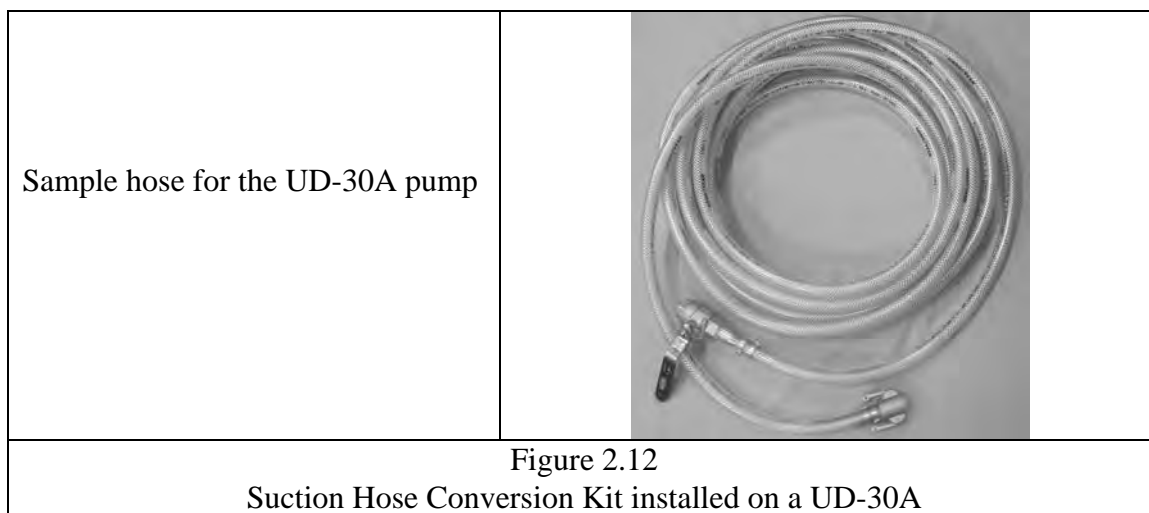 Sample hose for the UD-30A pump
Figure 2.12
Suction Hose Conversion Kit installed on a UD-30A